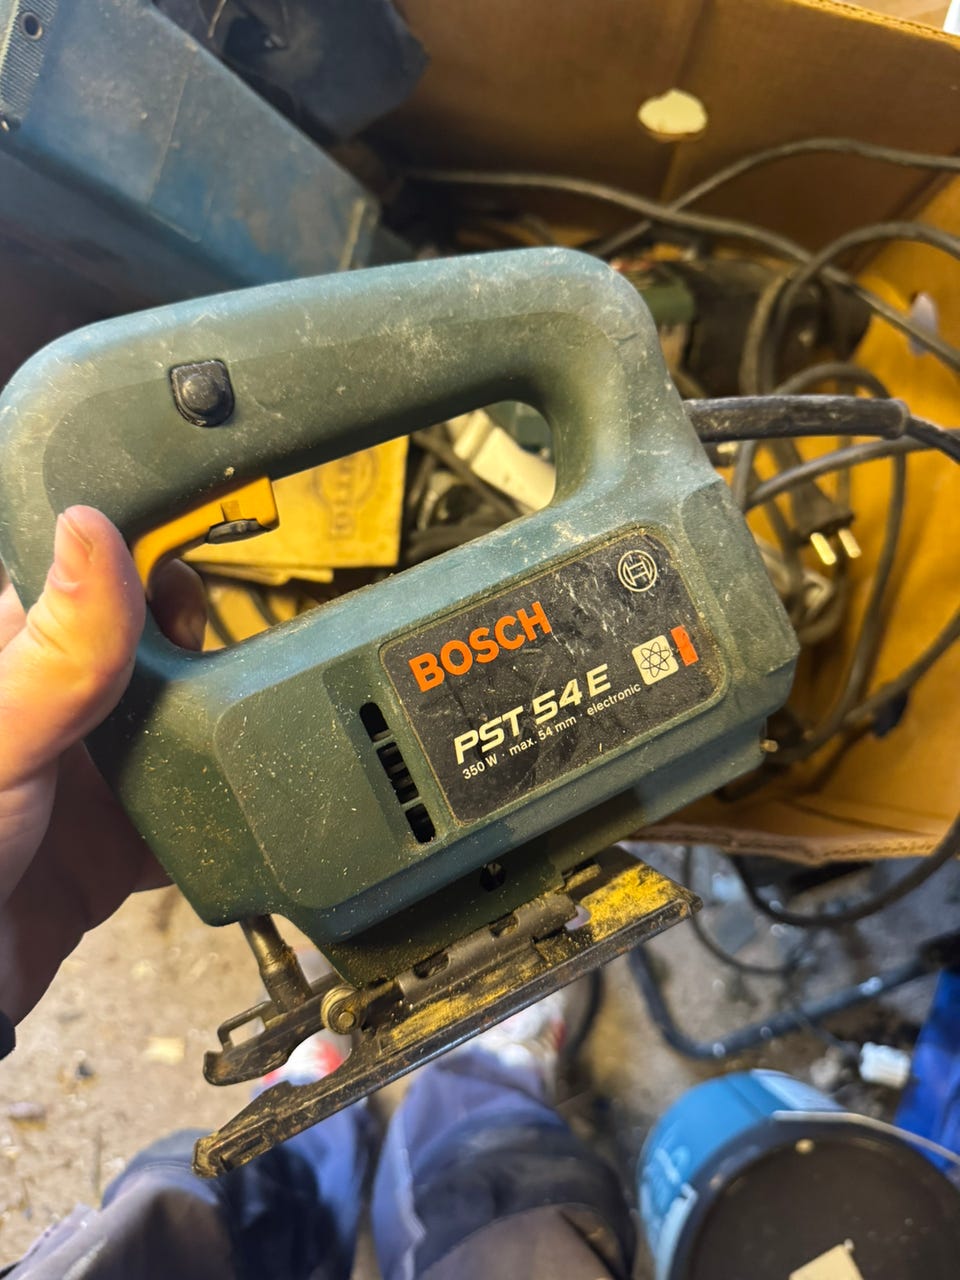 BOSCH
PST 54 E
350 W · max. 54 mm · electronic